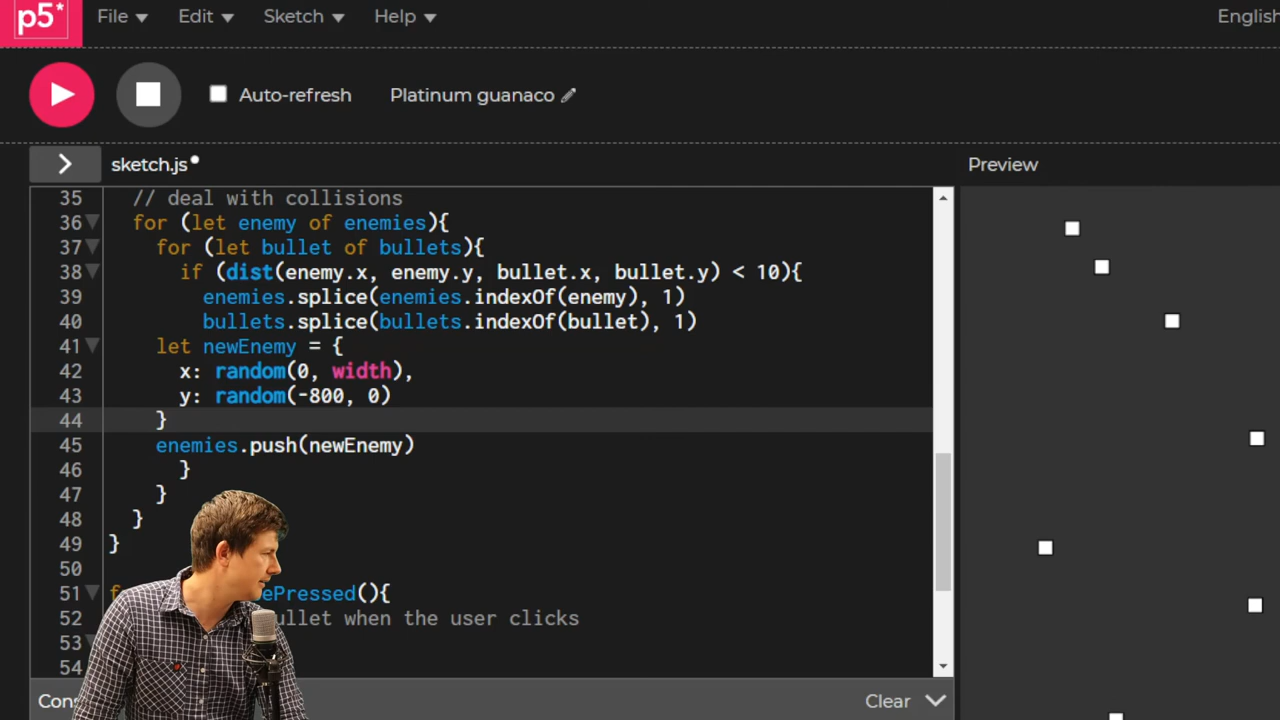 p5*
File Edit Sketch Help English
Auto-refresh Platinum guanaco
> sketch.js Preview
35 // deal with collisions
36 for (let enemy of enemies){
37 for (let bullet of bullets){
38 if (dist(enemy.x, enemy.y, bullet.x, bullet.y) < 10){
39 enemies.splice(enemies.indexOf(enemy), 1)
40 bullets.splice(bullets.indexOf(bullet), 1)
41 let newEnemy = {
42 x: random(0, width),
43 y: random(-800, 0)
44 }
45 enemies.push(newEnemy)
46 }
47 }
48 }
49 }
50
51 ePressed(){
52 ullet when the user clicks
53
54
Cons Clear